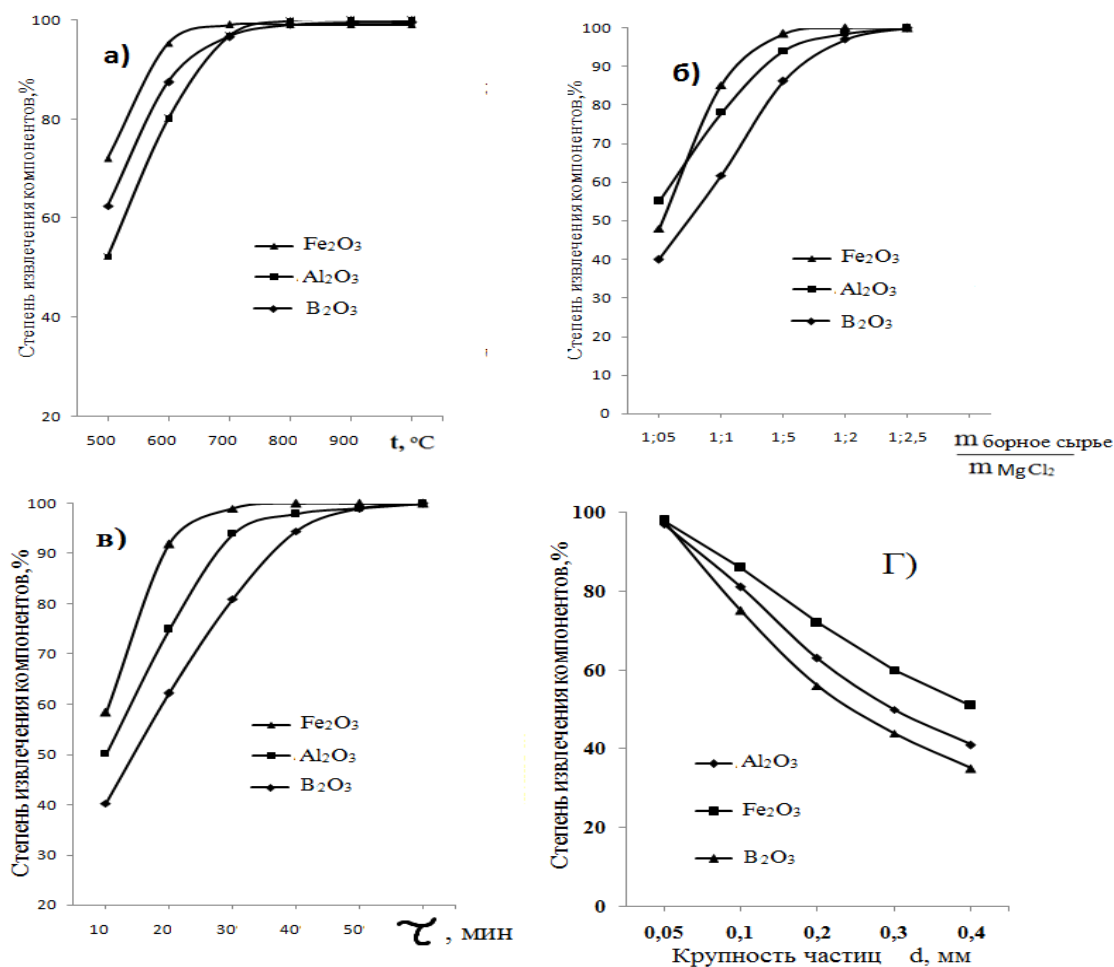 а)
Степень извлечения компонентов,%
100
80
60
40
20
Fe₂O₃
Al₂O₃
B₂O₃
500 600 700 800 900 t, °C
;
б)
Степень извлечения компонентов,%
100
90
80
70
60
50
40
30
20
10
0
Fe₂O₃
Al₂O₃
B₂O₃
1;05 1;1 1;5 1;2 1;2,5
m борное сырье
m MgCl₂
в)
Степень извлечения компонентов,%
100
90
80
70
60
50
40
30
20
Fe₂O₃
Al₂O₃
B₂O₃
10 20 30 40 50 τ, мин
Г)
Степень извлечения компонентов,%
100
80
60
40
20
0
Al₂O₃
Fe₂O₃
B₂O₃
0,05 0,1 0,2 0,3 0,4
Крупность частиц d, мм